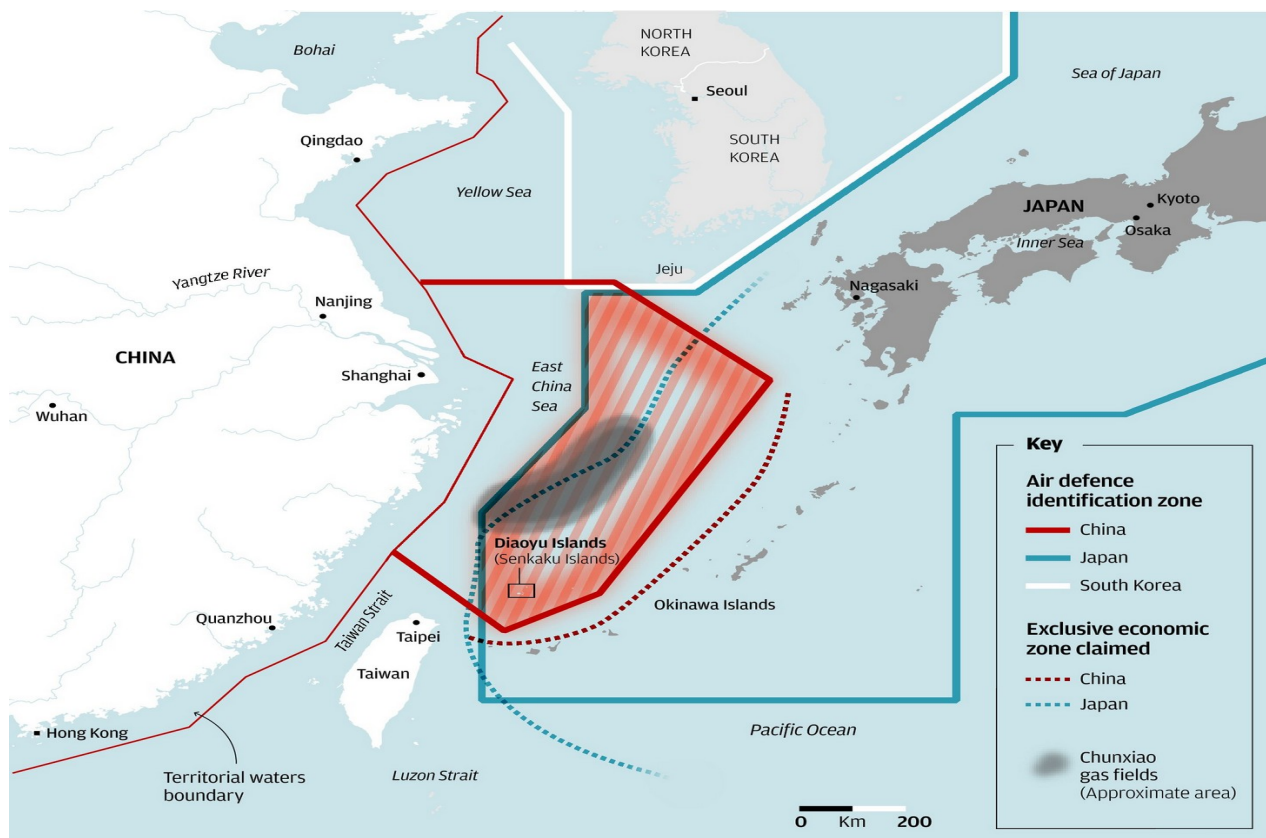 Bohai
NORTH
KOREA
Sea of Japan
Seoul
Qingdao
SOUTH
KOREA
Yellow Sea
JAPAN
Kyoto
Osaka
Inner Sea
Jeju
Yangtze River
Nagasaki
Nanjing
CHINA
East
China
Sea
Shanghai
Wuhan
Diaoyu Islands
(Senkaku Islands)
Okinawa Islands
Quanzhou
Taiwan Strait
Taipei
Taiwan
Hong Kong
Pacific Ocean
Territorial waters
boundary
Luzon Strait
0 Km 200
Key
Air defence
identification zone
China
Japan
South Korea
Exclusive economic
zone claimed
China
Japan
Chunxiao
gas fields
(Approximate area)